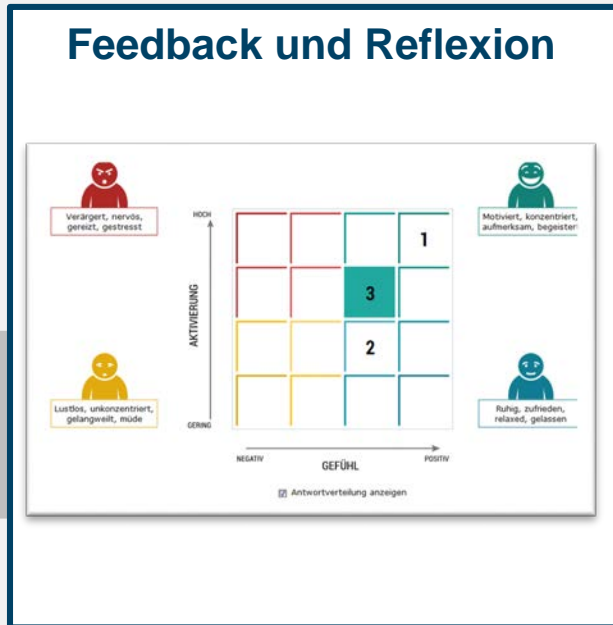 Feedback und Reflexion
Verärgert, nervös,
gereizt, gestresst
Motiviert, konzentriert,
aufmerksam, begeistert
HOCH
AKTIVIERUNG
1
3
2
Lustlos, unkonzentriert,
gelangweilt, müde
Ruhig, zufrieden,
relaxed, gelassen
GERING
NEGATIV
GEFÜHL
POSITIV
Antwortverteilung anzeigen